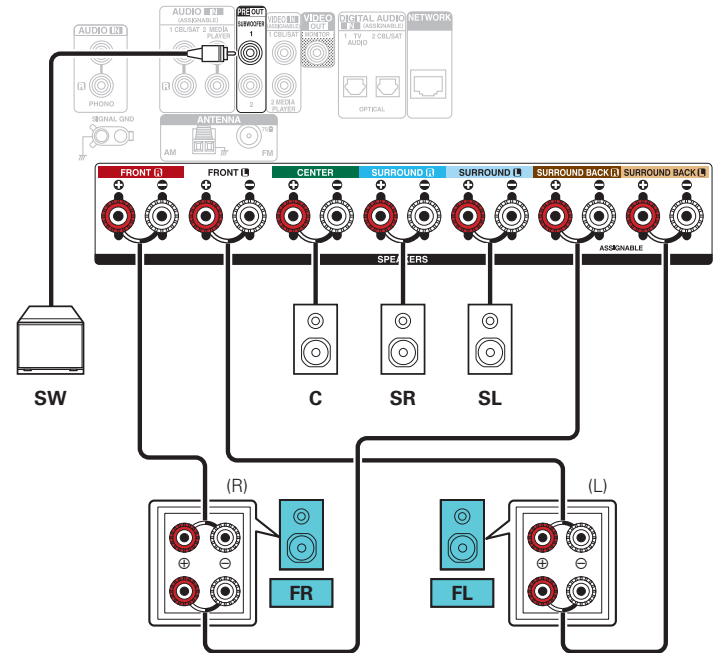 AUDIO IN
R
PHONO
SIGNAL GND
AUDIO IN
(ASSIGNABLE)
1 CBL/SAT 2 MEDIA PLAYER
R
PRE OUT
SUBWOOFER
1
2
VIDEO IN
(ASSIGNABLE)
1 CBL/SAT
2 MEDIA
PLAYER
VIDEO
OUT
MONITOR
DIGITAL AUDIO
IN (ASSIGNABLE)
1 TV AUDIO 2 CBL/SAT
OPTICAL
NETWORK
ANTENNA
AM
75Ω
FM
FRONT R
FRONT L
CENTER
SURROUND R
SURROUND L
SURROUND BACK R
SURROUND BACK L
+ − + − + − + − + − + − + −
ASSIGNABLE
SPEAKERS
SW
C
SR
SL
(R)
(L)
+ −
+ −
FR
FL